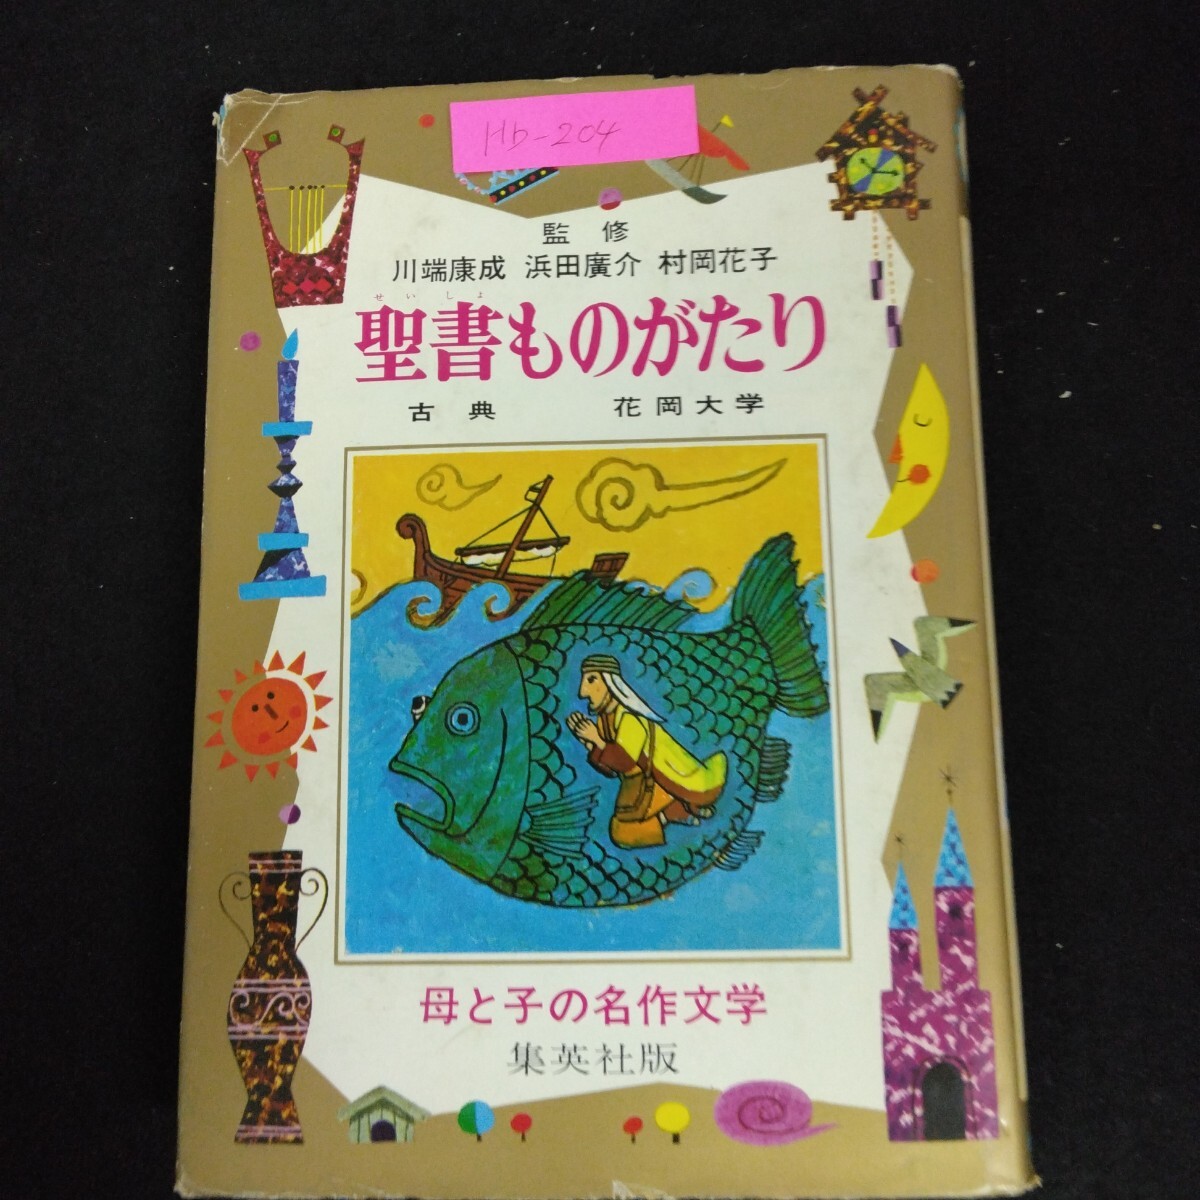 Hb-204
監修
川端康成 浜田廣介 村岡花子
せいしょ
聖書ものがたり
古典 花岡大学
母と子の名作文学
集英社版